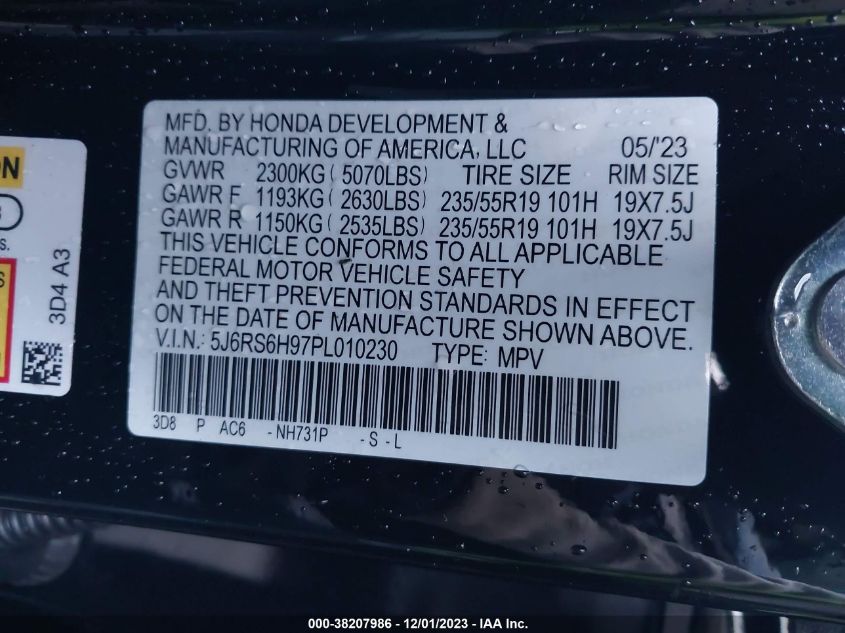 MFD. BY HONDA DEVELOPMENT &
MANUFACTURING OF AMERICA, LLC 05/'23
GVWR 2300KG ( 5070LBS) TIRE SIZE RIM SIZE
GAWR F 1193KG ( 2630LBS) 235/55R19 101H 19X7.5J
GAWR R 1150KG ( 2535LBS) 235/55R19 101H 19X7.5J
THIS VEHICLE CONFORMS TO ALL APPLICABLE
FEDERAL MOTOR VEHICLE SAFETY
AND THEFT PREVENTION STANDARDS IN EFFECT
ON THE DATE OF MANUFACTURE SHOWN ABOVE.
V.I.N.: 5J6RS6H97PL010230 TYPE: MPV
3D8 P AC6 - NH731P - S - L
3D4 A3
000-38207986 - 12/01/2023 - IAA Inc.